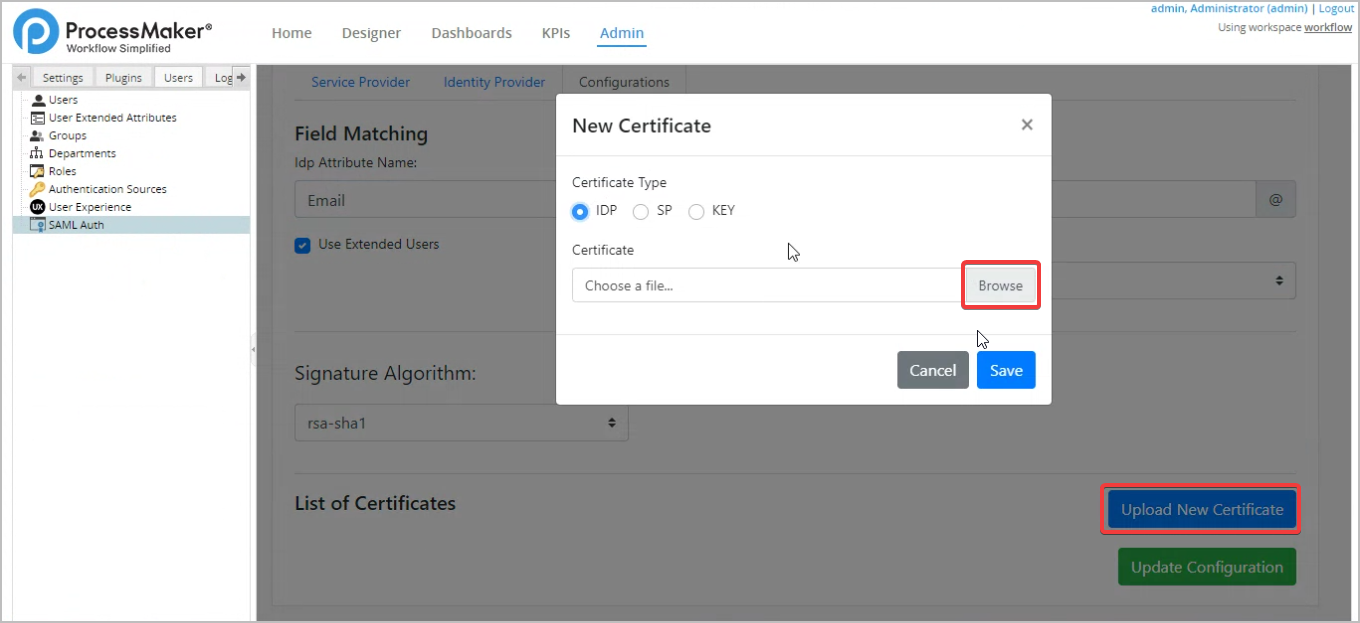 admin, Administrator (admin) | Logout
Using workspace workflow
ProcessMaker®
Workflow Simplified
Home Designer Dashboards KPIs Admin
Settings Plugins Users Log
Users
User Extended Attributes
Groups
Departments
Roles
Authentication Sources
UX User Experience
SAML Auth
Service Provider Identity Provider Configurations
Field Matching
Idp Attribute Name:
Email @
Use Extended Users
Signature Algorithm:
rsa-sha1
List of Certificates
Upload New Certificate
Update Configuration
New Certificate ×
Certificate Type
IDP SP KEY
Certificate
Choose a file... Browse
Cancel Save